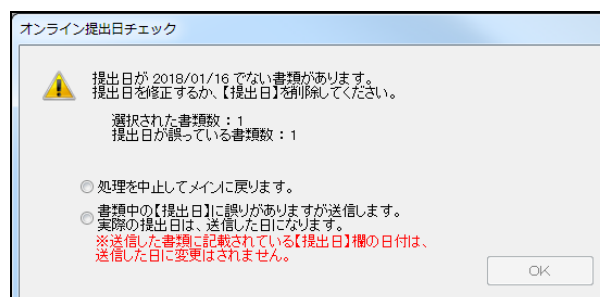 オンライン提出日チェック
提出日が 2018/01/16 でない書類があります。
提出日を修正するか、【提出日】を削除してください。
選択された書類数：1
提出日が誤っている書類数：1
処理を中止してメインに戻ります。
書類中の【提出日】に誤りがありますが送信します。
実際の提出日は、送信した日になります。
※送信した書類に記載されている【提出日】欄の日付は、
送信した日に変更はされません。
OK